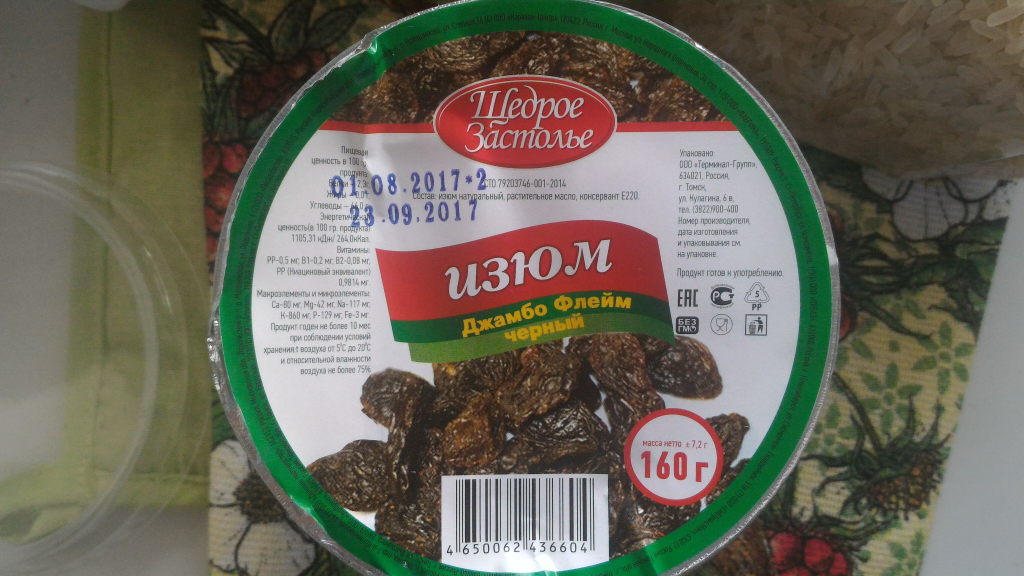 Щедрое
Застолье
Пищевая
ценность в 100 г
продукта
Углеводы –
Энергетическая
ценность(в 100 гр. продукта)
1105,31 кДж/ 264,0кКал.
Витамины:
РР-0,5 мг, В1-0,2 мг, В2-0,08 мг,
РР (Ниациновый эквивалент)
0,9814 мг.
Макроэлементы и микроэлементы:
Са-80 мг, Mg-42 мг, Na-117 мг,
К-860 мг, Р-129 мг, Fe-3 мг.
Продукт годен не более 10 мес
при соблюдении условий
хранения:t воздуха от 5°С до 20°С
и относительной влажности
воздуха не более 75%
01.08.2017*2
23.09.2017
СТО 79203746-001-2014
Состав: изюм натуральный, растительное масло, консервант Е220.
изюм
Джамбо Флейм
черный
Упаковано:
ООО «Терминал-Групп»,
634021, Россия,
г. Томск,
ул. Кулагина, 6 в,
тел. (3822)900-400
Номер производителя,
дата изготовления
и упаковывания см.
на упаковке.
Продукт готов к употреблению.
ЕАС
РСТ
5
PP
БЕЗ
ГМО
масса нетто ± 7,2 г
160 г
4 650062 436604